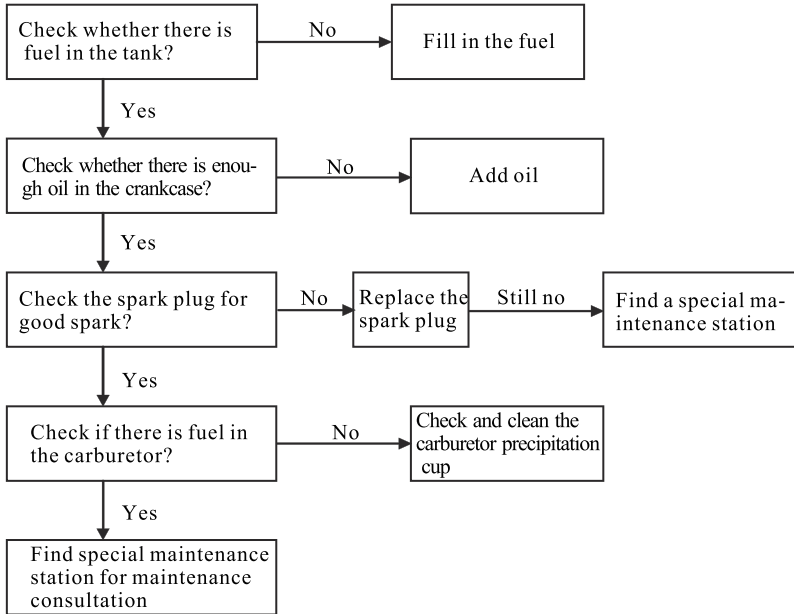 Check whether there is
fuel in the tank?
No
Fill in the fuel
Yes
Check whether there is enou-
gh oil in the crankcase?
No
Add oil
Yes
Check the spark plug for
good spark?
No
Replace the
spark plug
Still no
Find a special ma-
intenance station
Yes
Check if there is fuel in
the carburetor?
No
Check and clean the
carburetor precipitation
cup
Yes
Find special maintenance
station for maintenance
consultation